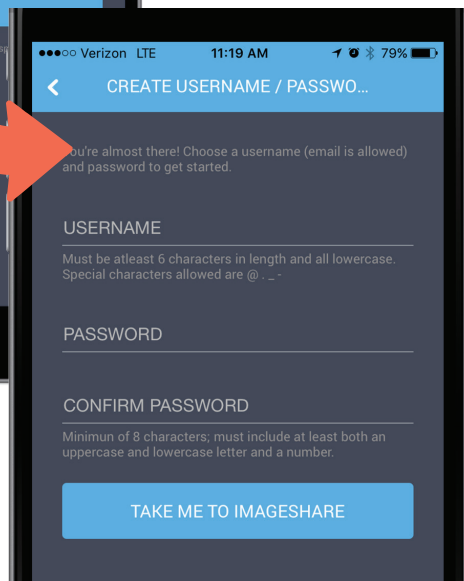 Verizon LTE 11:19 AM 79%
CREATE USERNAME / PASSWO...
You're almost there! Choose a username (email is allowed)
and password to get started.
USERNAME
Must be atleast 6 characters in length and all lowercase.
Special characters allowed are @ . _ -
PASSWORD
CONFIRM PASSWORD
Minimun of 8 characters; must include at least both an
uppercase and lowercase letter and a number.
TAKE ME TO IMAGESHARE